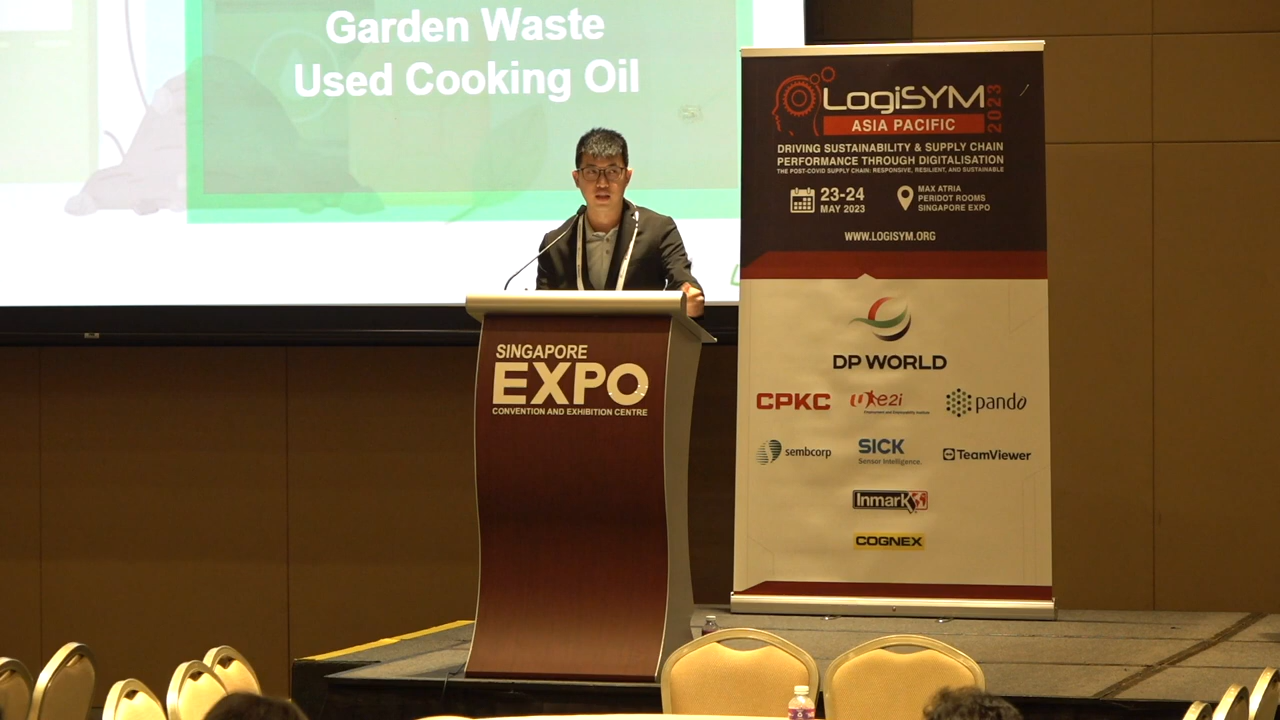 Garden Waste
Used Cooking Oil
LogiSYM 2023
ASIA PACIFIC
DRIVING SUSTAINABILITY & SUPPLY CHAIN
PERFORMANCE THROUGH DIGITALISATION
THE POST-COVID SUPPLY CHAIN: RESPONSIVE, RESILIENT, AND SUSTAINABLE
23-24
MAY 2023
MAX ATRIA
PERIDOT ROOMS
SINGAPORE EXPO
WWW.LOGISYM.ORG
DP WORLD
CPKC
e2i
pando
sembcorp
SICK
Sensor Intelligence.
TeamViewer
Inmark
COGNEX
SINGAPORE
EXPO
CONVENTION AND EXHIBITION CENTRE